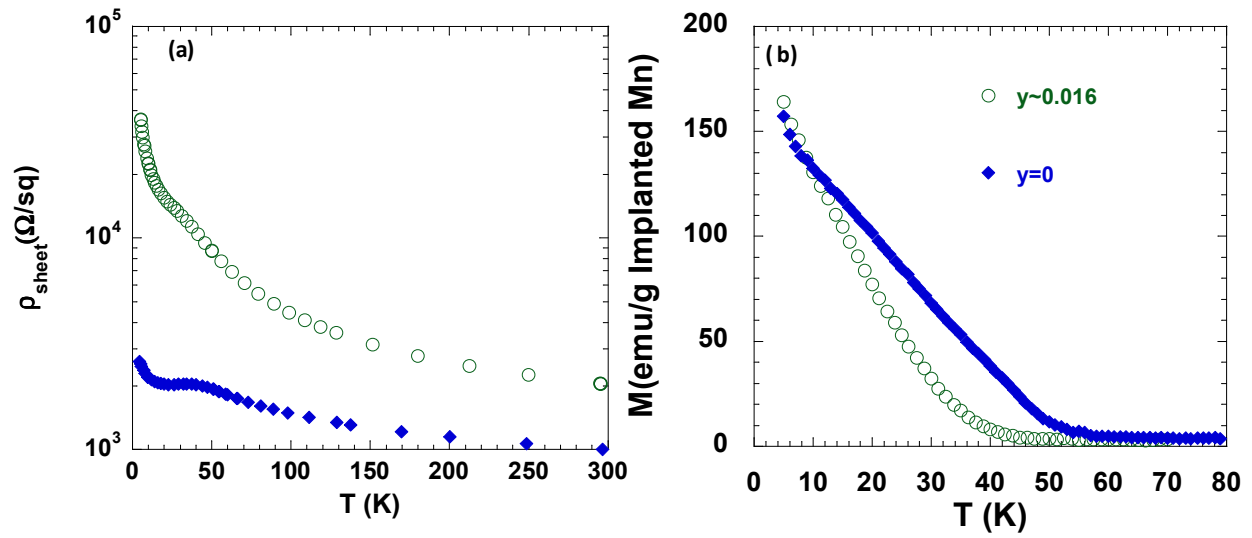 (a)
10^5
10^4
10^3
ρ_sheet(Ω/sq)
0 50 100 150 200 250 300
T (K)
(b)
200
150
100
50
0
M(emu/g Implanted Mn)
y~0.016
y=0
0 10 20 30 40 50 60 70 80
T (K)